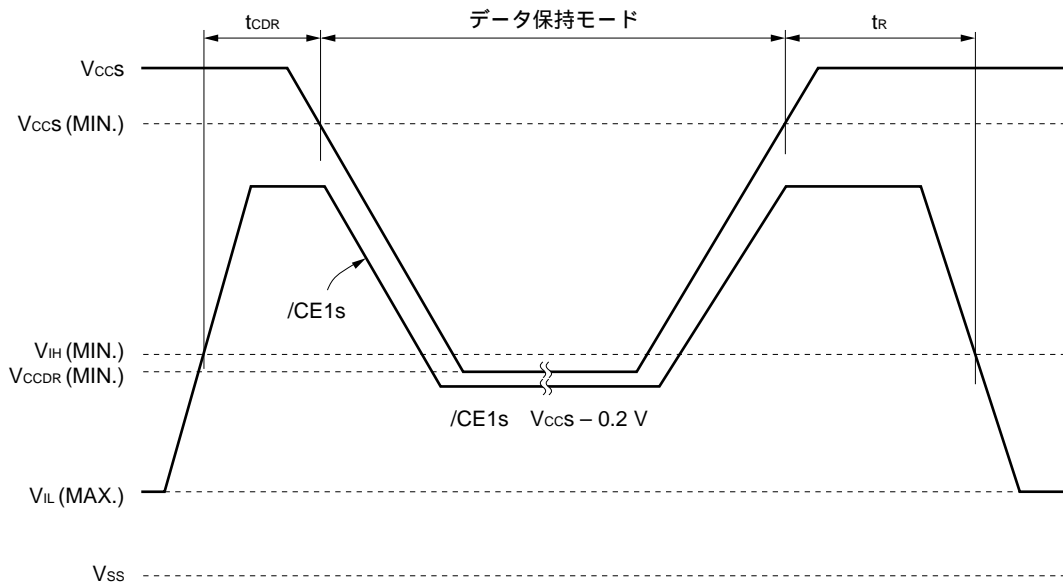 tCDR データ保持モード tR
VCCS
VCCS (MIN.)
/CE1s
VIH (MIN.)
VCCDR (MIN.)
/CE1s VCCS – 0.2 V
VIL (MAX.)
VSS